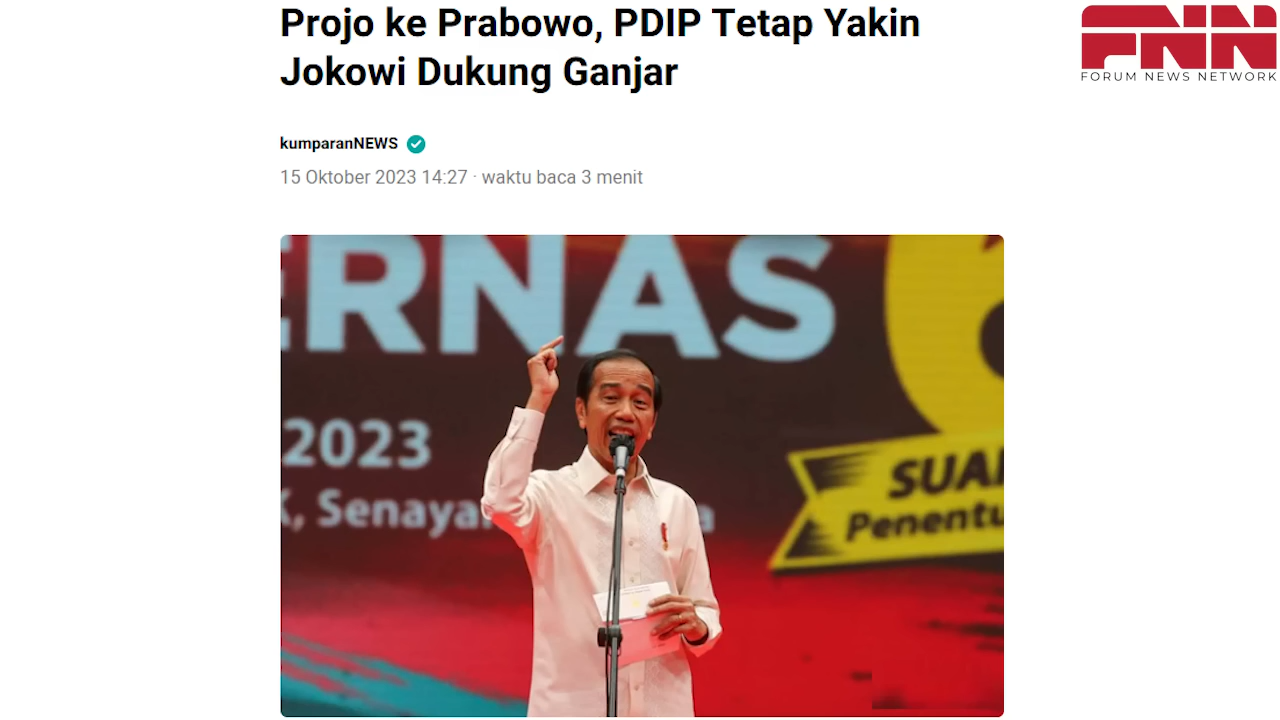 Projo ke Prabowo, PDIP Tetap Yakin
Jokowi Dukung Ganjar
FNN
FORUM NEWS NETWORK
kumparanNEWS
15 Oktober 2023 14:27 · waktu baca 3 menit
ERNAS
2023
K, Senayan
SUA
Penentu